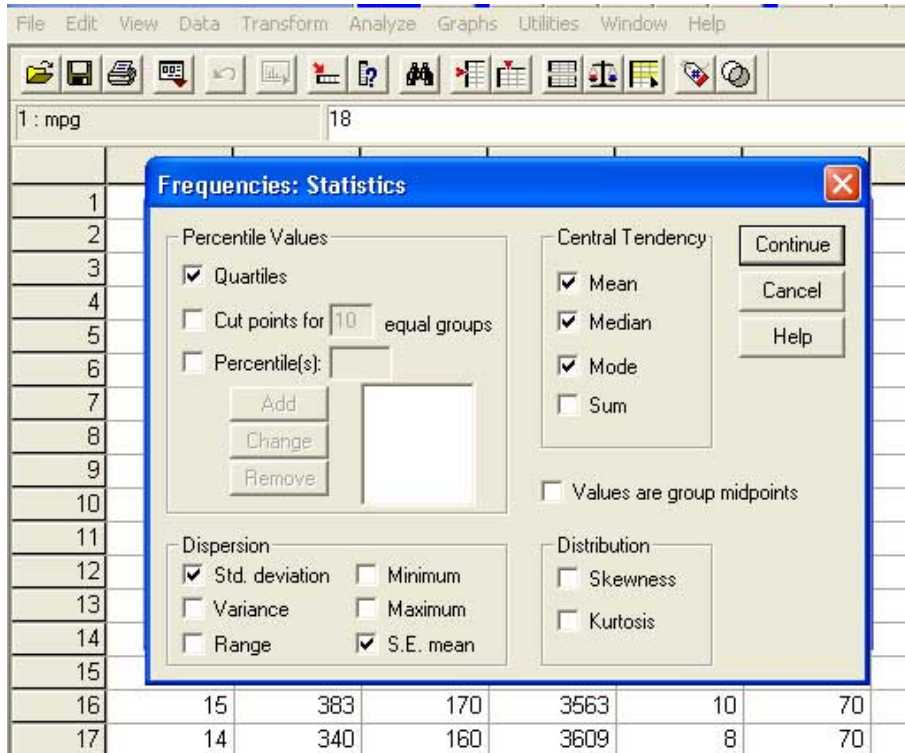 File Edit View Data Transform Analyze Graphs Utilities Window Help
1 : mpg 18
Frequencies: Statistics
1
2
3
4
5
6
7
8
9
10
11
12
13
14
15
Percentile Values
Quartiles
Cut points for 10 equal groups
Percentile(s):
Add
Change
Remove
Central Tendency
Mean
Median
Mode
Sum
Continue
Cancel
Help
Values are group midpoints
Dispersion
Std. deviation Minimum
Variance Maximum
Range S.E. mean
Distribution
Skewness
Kurtosis
16 15 383 170 3563 10 70
17 14 340 160 3609 8 70